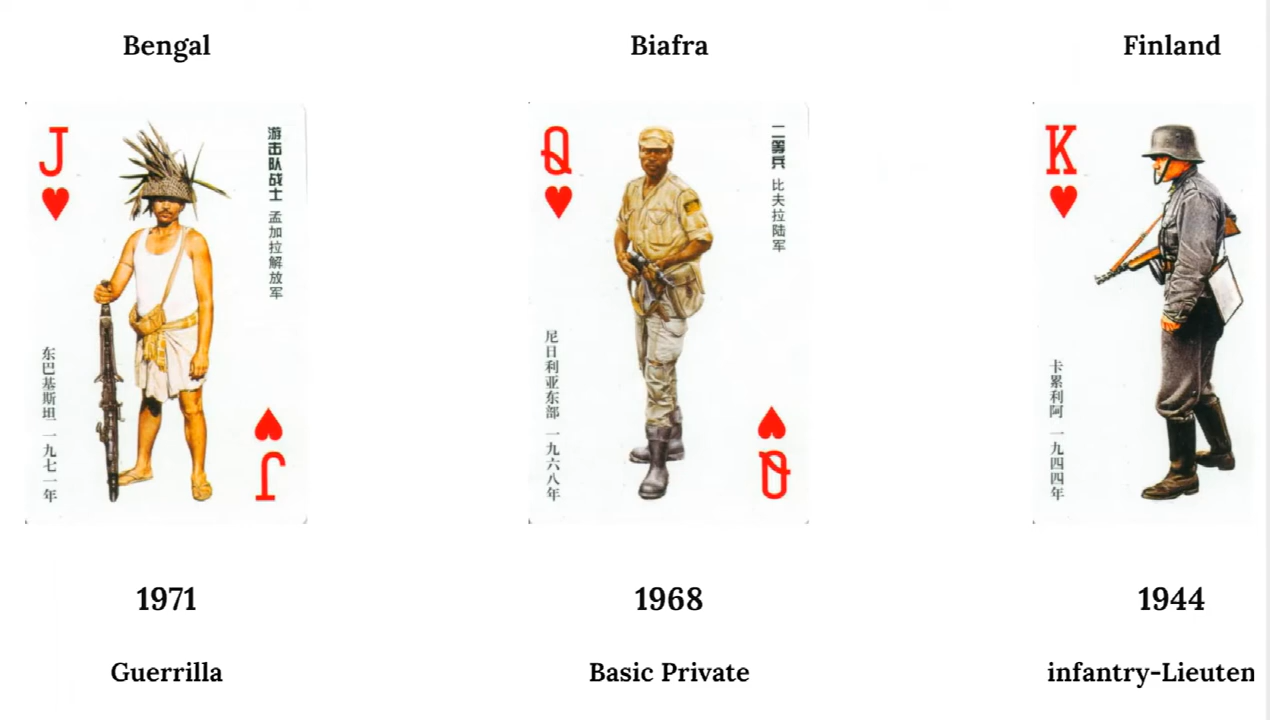 Bengal
Biafra
Finland
J
游击队战士 孟加拉解放军
东巴基斯坦 一九七一年
J
Q
二等兵 比夫拉陆军
尼日利亚东部 一九六八年
Q
K
卡累利阿 一九四四年
1971
1968
1944
Guerrilla
Basic Private
infantry-Lieuten